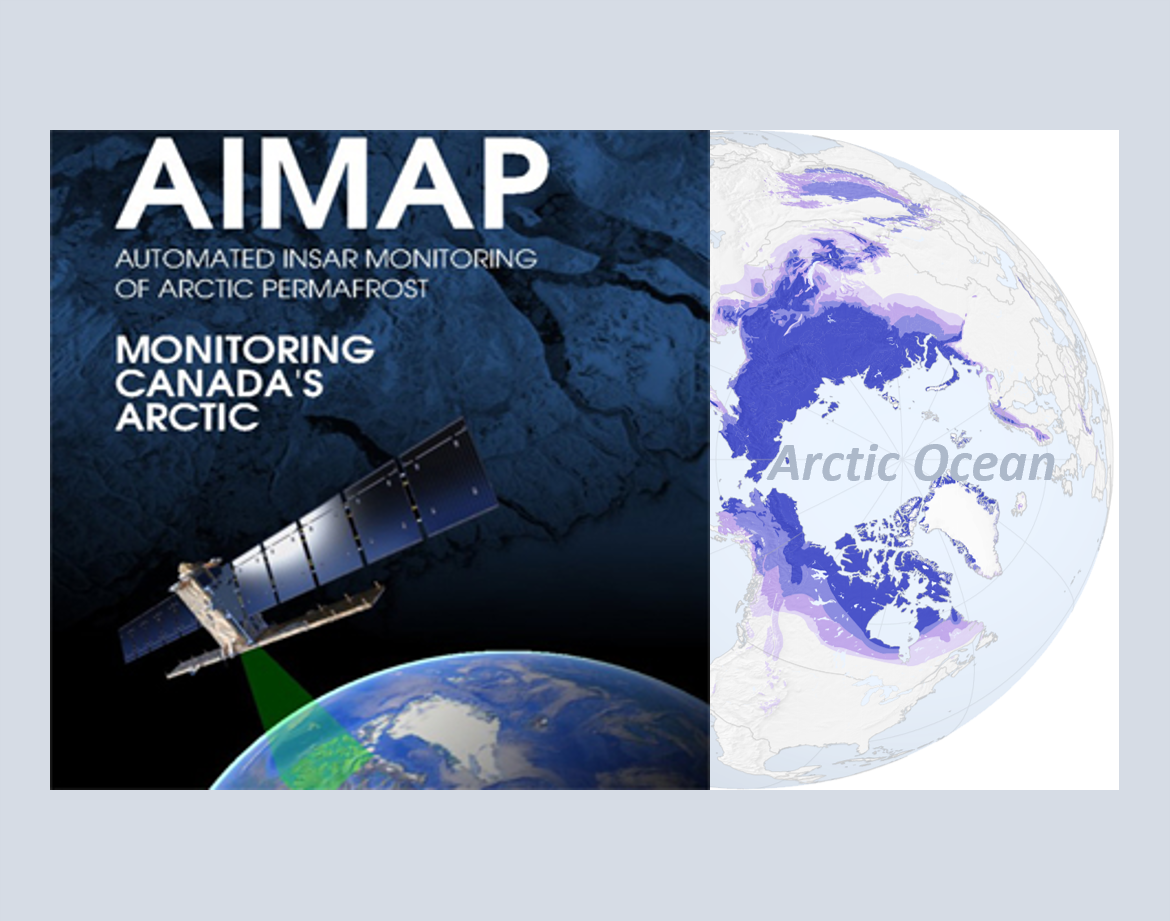 AIMAP
AUTOMATED INSAR MONITORING
OF ARCTIC PERMAFROST
MONITORING
CANADA'S
ARCTIC
Arctic Ocean